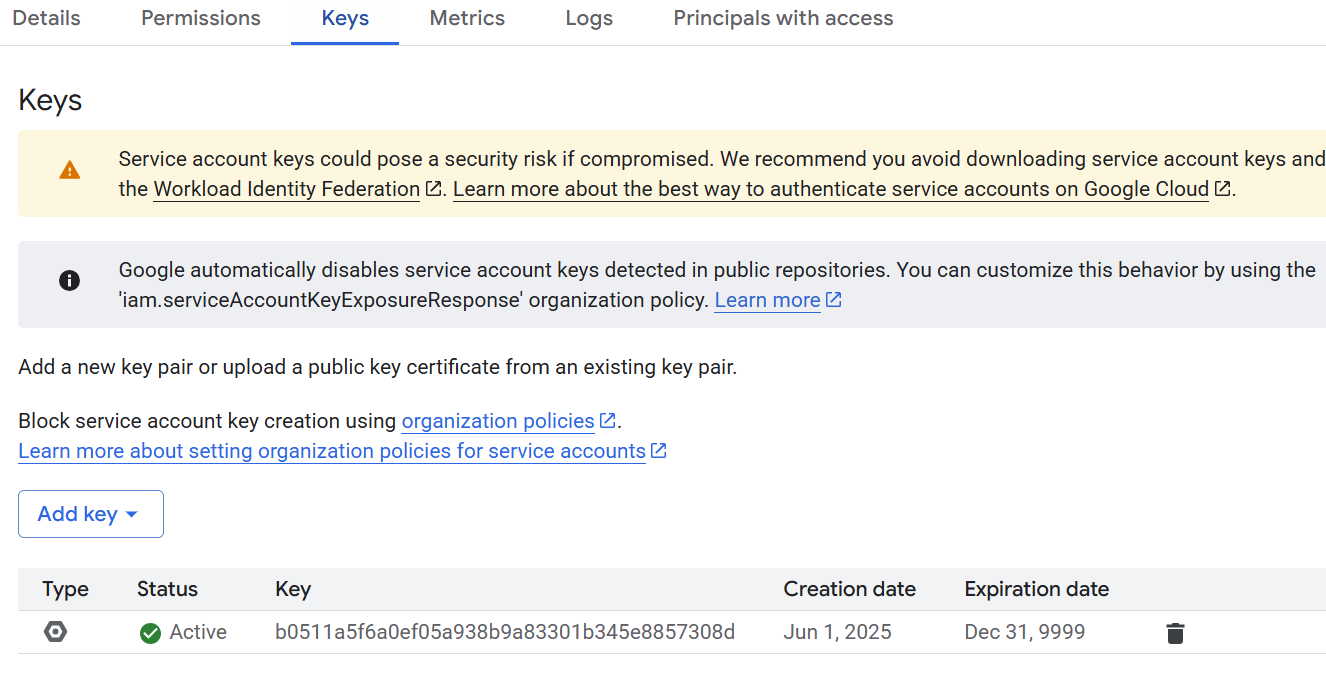 Details Permissions Keys Metrics Logs Principals with access
Keys
Service account keys could pose a security risk if compromised. We recommend you avoid downloading service account keys and
the Workload Identity Federation. Learn more about the best way to authenticate service accounts on Google Cloud.
Google automatically disables service account keys detected in public repositories. You can customize this behavior by using the
'iam.serviceAccountKeyExposureResponse' organization policy. Learn more
Add a new key pair or upload a public key certificate from an existing key pair.
Block service account key creation using organization policies.
Learn more about setting organization policies for service accounts
Add key
Type Status Key Creation date Expiration date
Active b0511a5f6a0ef05a938b9a83301b345e8857308d Jun 1, 2025 Dec 31, 9999